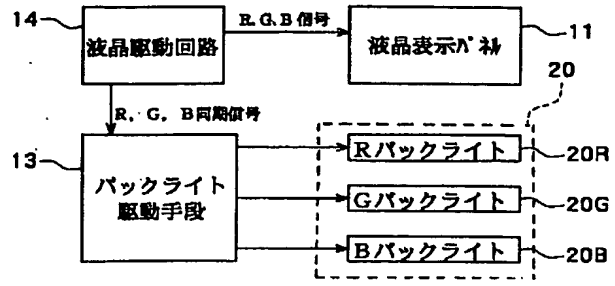 14
液晶駆動回路
R、G、B 信号
液晶表示パネル
11
20
R，G，B同期信号
13
バックライト
駆動手段
Rバックライト
20R
Gバックライト
20G
Bバックライト
20B